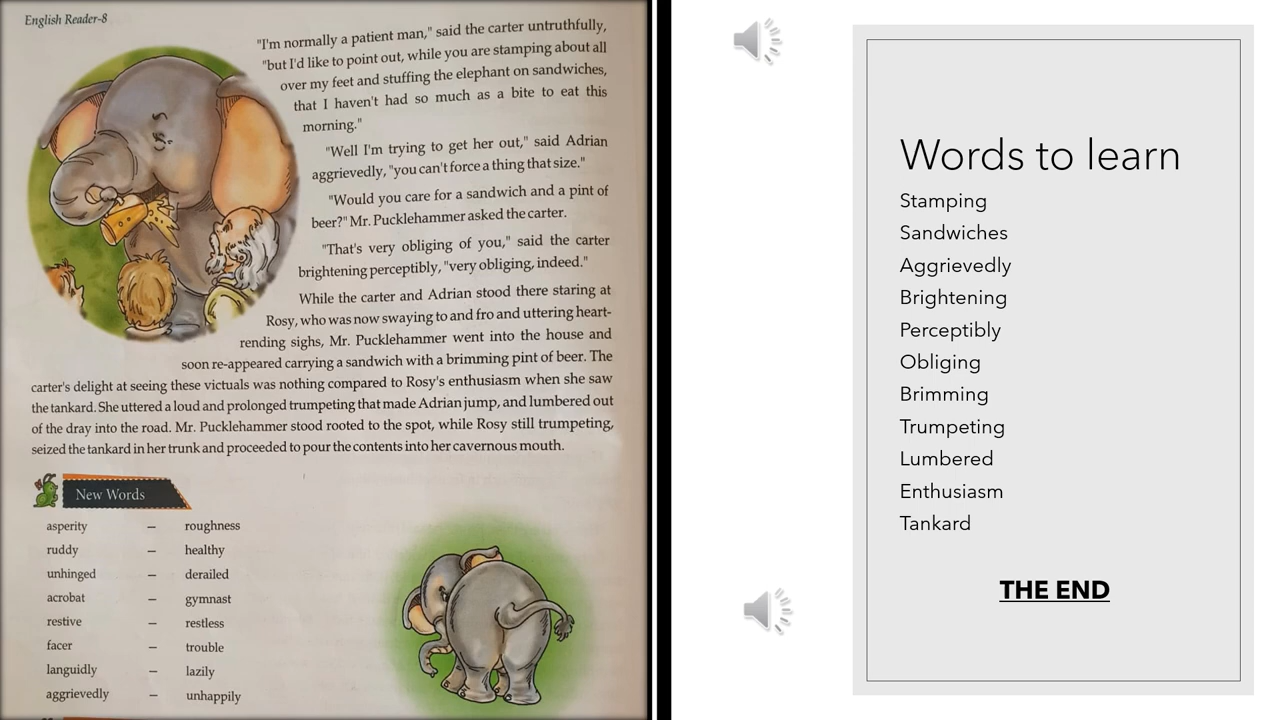 English Reader-8
"I'm normally a patient man," said the carter untruthfully,
"but I'd like to point out, while you are stamping about all
over my feet and stuffing the elephant on sandwiches,
that I haven't had so much as a bite to eat this
morning."
"Well I'm trying to get her out," said Adrian
aggrievedly, "you can't force a thing that size."
"Would you care for a sandwich and a pint of
beer?" Mr. Pucklehammer asked the carter.
"That's very obliging of you," said the carter
brightening perceptibly, "very obliging, indeed."
While the carter and Adrian stood there staring at
Rosy, who was now swaying to and fro and uttering heart-
rending sighs, Mr. Pucklehammer went into the house and
soon re-appeared carrying a sandwich with a brimming pint of beer. The
carter's delight at seeing these victuals was nothing compared to Rosy's enthusiasm when she saw
the tankard. She uttered a loud and prolonged trumpeting that made Adrian jump, and lumbered out
of the dray into the road. Mr. Pucklehammer stood rooted to the spot, while Rosy still trumpeting,
seized the tankard in her trunk and proceeded to pour the contents into her cavernous mouth.
New Words
asperity – roughness
ruddy – healthy
unhinged – derailed
acrobat – gymnast
restive – restless
facer – trouble
languidly – lazily
aggrievedly – unhappily
Words to learn
Stamping
Sandwiches
Aggrievedly
Brightening
Perceptibly
Obliging
Brimming
Trumpeting
Lumbered
Enthusiasm
Tankard
THE END